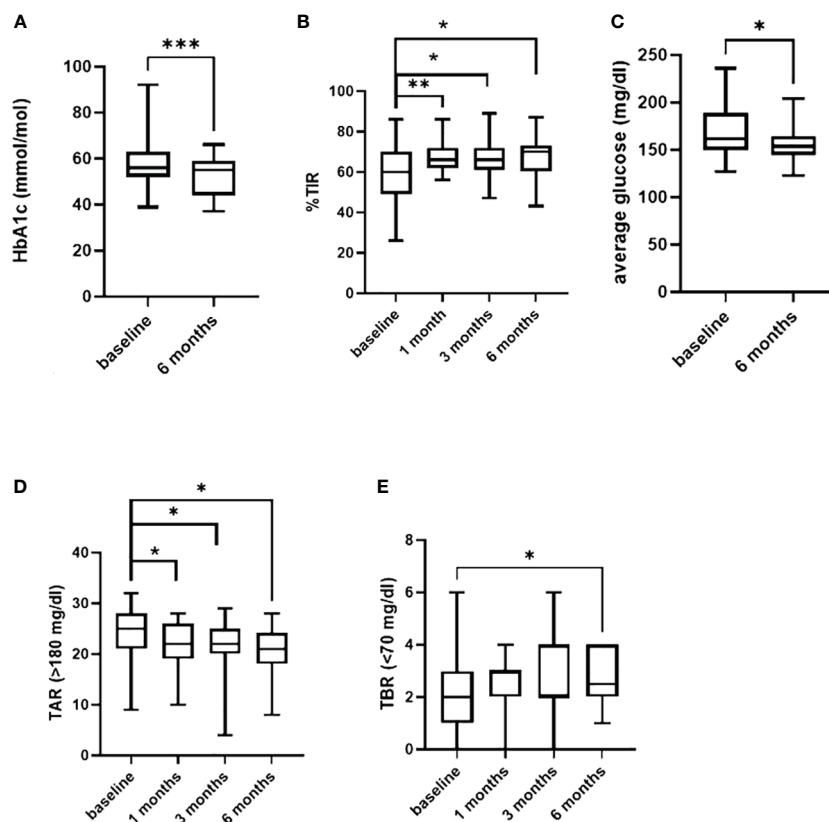 A
HbA1c (mmol/mol)
100
80
60
40
20
0
***
baseline
6 months
B
%TIR
100
80
60
40
20
0
*
*
**
baseline
1 month
3 months
6 months
C
average glucose (mg/dl)
250
200
150
100
50
0
*
baseline
6 months
D
TAR (>180 mg/dl)
40
30
20
10
0
*
*
*
baseline
1 months
3 months
6 months
E
TBR (<70 mg/dl)
8
6
4
2
0
*
baseline
1 months
3 months
6 months